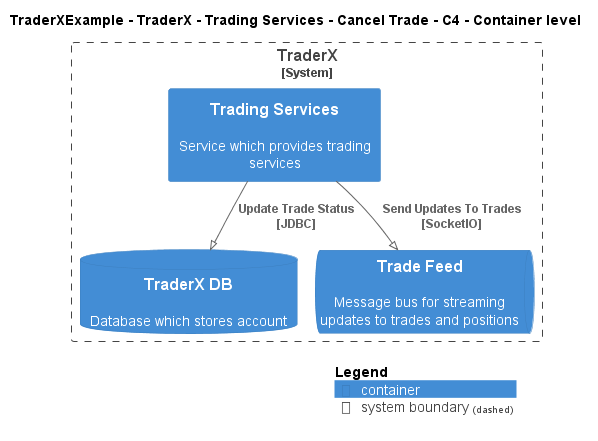 TraderXExample - TraderX - Trading Services - Cancel Trade - C4 - Container level
TraderX
[System]
Trading Services
Service which provides trading
services
Update Trade Status
[JDBC]
Send Updates To Trades
[SocketIO]
TraderX DB
Database which stores account
Trade Feed
Message bus for streaming
updates to trades and positions
Legend
container
system boundary (dashed)